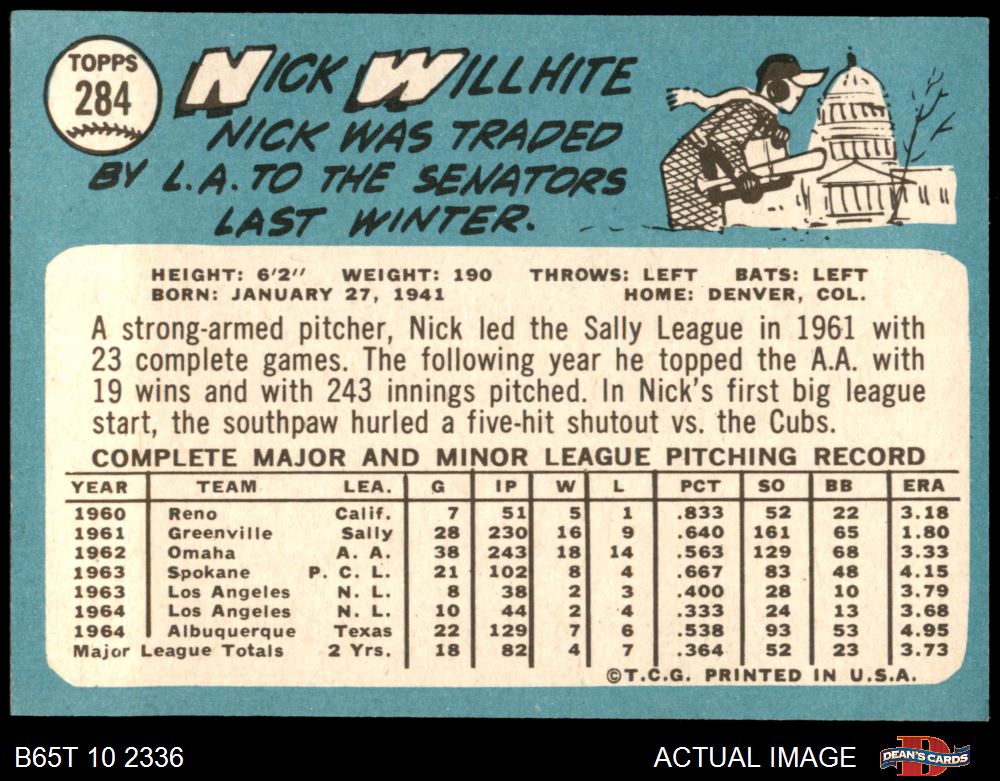 TOPPS
284
NICK WILLHITE
NICK WAS TRADED
BY L.A. TO THE SENATORS
LAST WINTER.
HEIGHT: 6'2" WEIGHT: 190 THROWS: LEFT BATS: LEFT
BORN: JANUARY 27, 1941 HOME: DENVER, COL.
A strong-armed pitcher, Nick led the Sally League in 1961 with
23 complete games. The following year he topped the A.A. with
19 wins and with 243 innings pitched. In Nick's first big league
start, the southpaw hurled a five-hit shutout vs. the Cubs.
COMPLETE MAJOR AND MINOR LEAGUE PITCHING RECORD
YEAR TEAM LEA. G IP W L PCT SO BB ERA
1960 Reno Calif. 7 51 5 1 .833 52 22 3.18
1961 Greenville Sally 28 230 16 9 .640 161 65 1.80
1962 Omaha A. A. 38 243 18 14 .563 129 68 3.33
1963 Spokane P. C. L. 21 102 8 4 .667 83 48 4.15
1963 Los Angeles N. L. 8 38 2 3 .400 28 10 3.79
1964 Los Angeles N. L. 10 44 2 4 .333 24 13 3.68
1964 Albuquerque Texas 22 129 7 6 .538 93 53 4.95
Major League Totals 2 Yrs. 18 82 4 7 .364 52 23 3.73
©T.C.G. PRINTED IN U.S.A.
B65T 10 2336 ACTUAL IMAGE DEAN'S CARDS